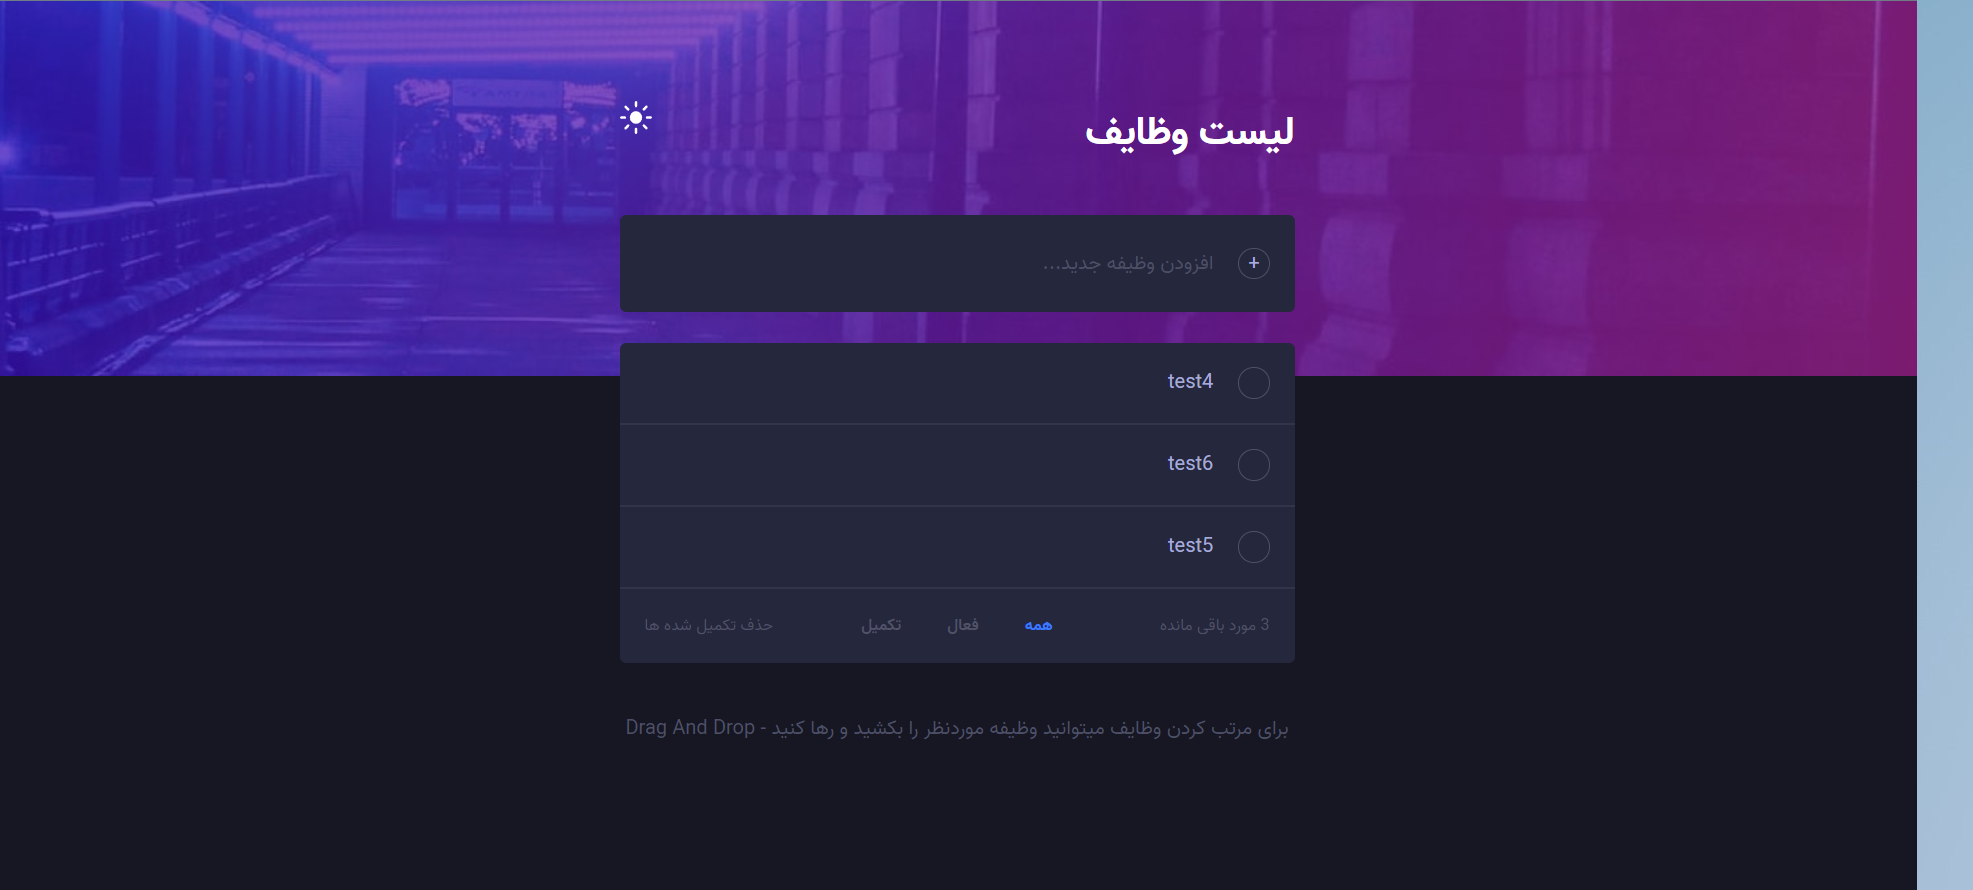 لیست وظایف
+ افزودن وظیفه جدید...
test4
test6
test5
3 مورد باقی مانده همه فعال تکمیل حذف تکمیل شده ها
برای مرتب کردن وظایف میتوانید وظیفه موردنظر را بکشید و رها کنید - Drag And Drop